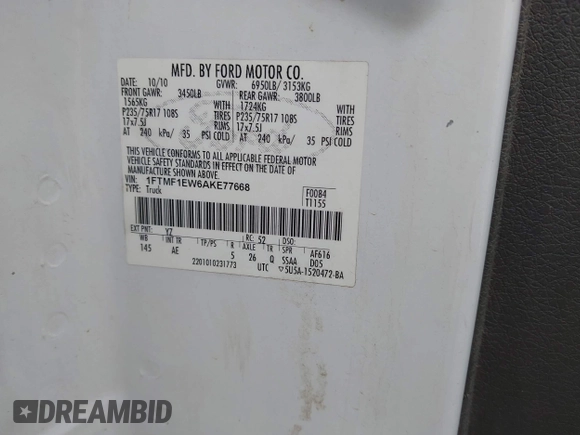 MFD. BY FORD MOTOR CO.
DATE: 10/10 GVWR: 6950LB/ 3153KG
FRONT GAWR: 3450LB REAR GAWR: 3800LB
1565KG WITH 1724KG WITH
P235/75R17 108S TIRES P235/75R17 108S TIRES
17x7.5J RIMS 17x7.5J RIMS
AT 240 kPa/ 35 PSI COLD AT 240 kPa/ 35 PSI COLD
THIS VEHICLE CONFORMS TO ALL APPLICABLE FEDERAL MOTOR
VEHICLE SAFETY STANDARDS IN EFFECT ON THE DATE OF
MANUFACTURE SHOWN ABOVE.
VIN: 1FTMF1EW6AKE77668 F0084
TYPE: Truck T1155
EXT PNT: YZ RC: 52 DSO:
WB INT TR TP/PS R AXLE TR SPR AF616
145 AE S 26 Q SSAA D05
2201010231773 UTC 5U5A-1520472-BA
DREAMBID